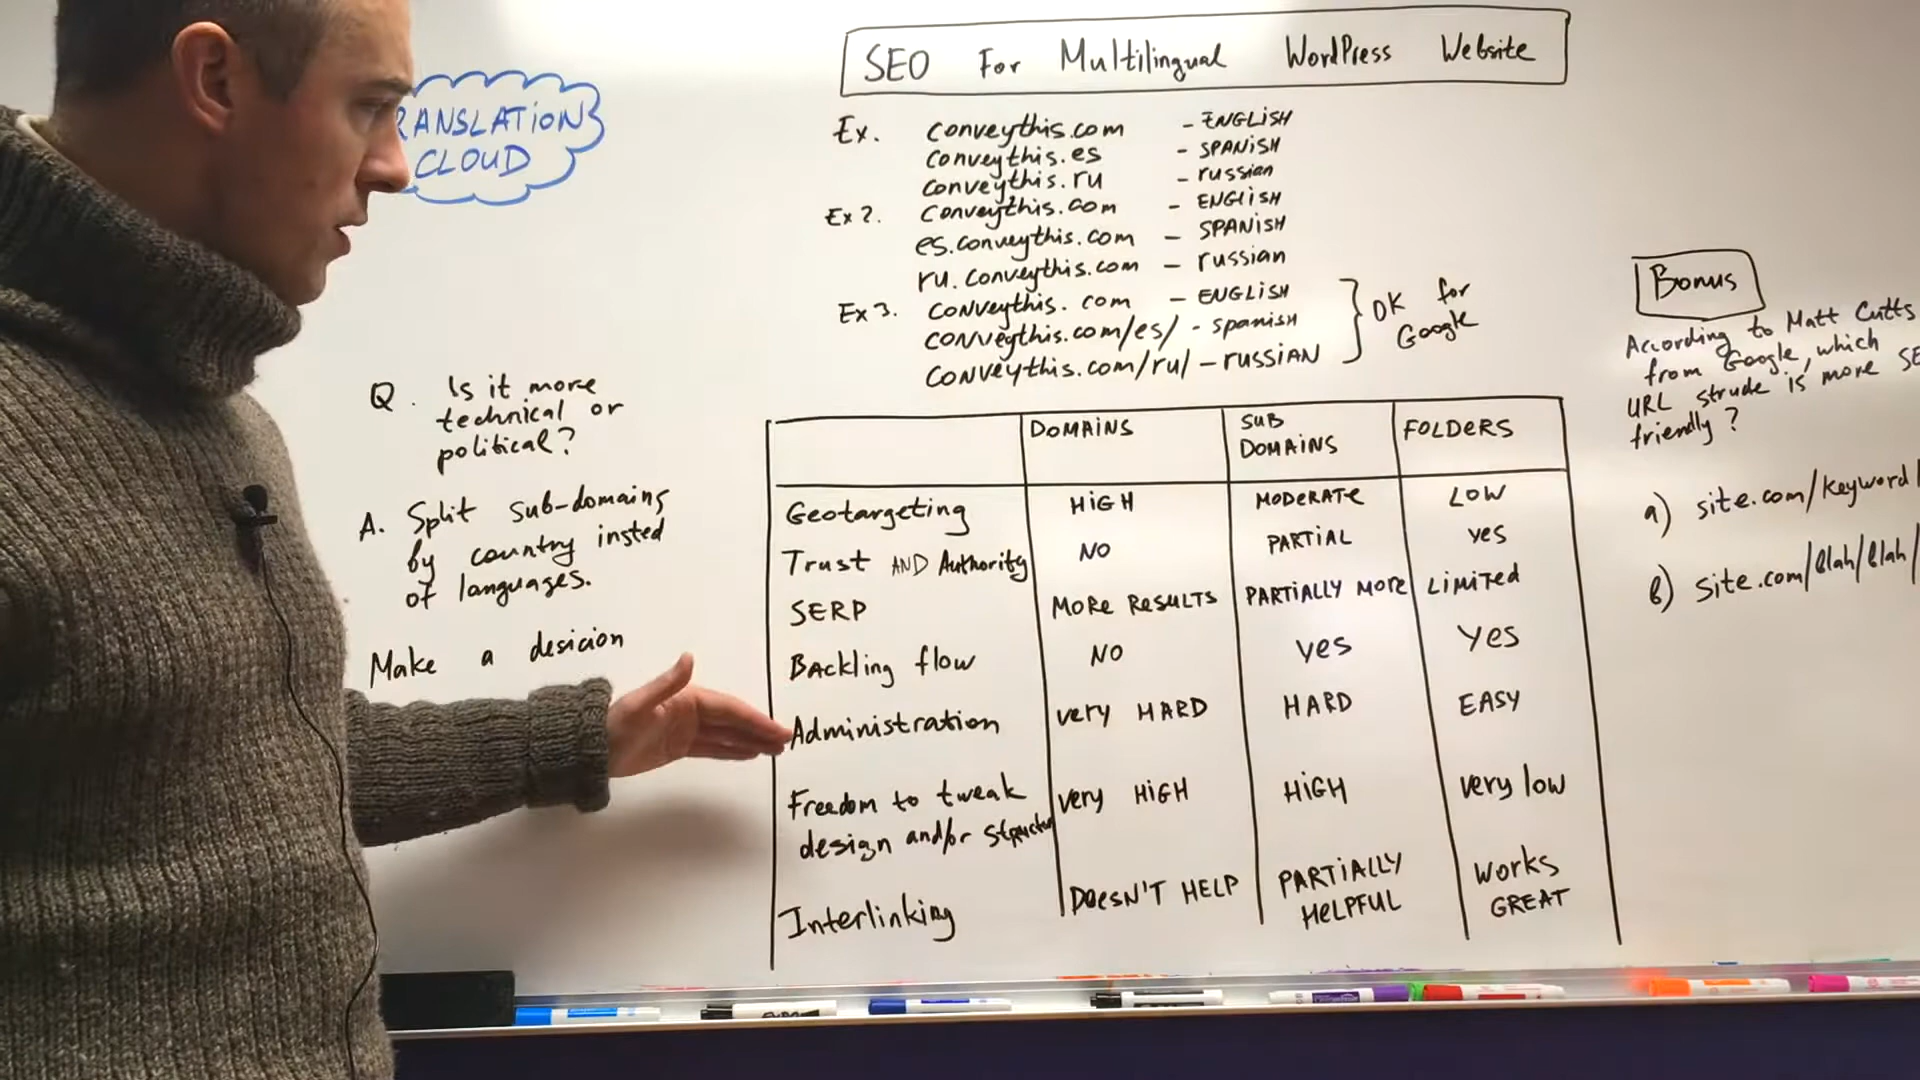 RANSLATION
CLOUD
SEO For Multilingual WordPress Website
Ex. conveythis.com - ENGLISH
conveythis.es - SPANISH
conveythis.ru - russian
Ex 2. conveythis.com - ENGlISH
es.conveythis.com - SPANISH
ru.conveythis.com - russian
Ex 3. conveythis.com - ENGLISH
conveythis.com/es/ - spanish
conveythis.com/ru/ - RUSSIAN
OK for
Google
Q. Is it more
technical or
political?
A. Split sub-domains
by country insted
of languages.
Make a desicion
DOMAINS SUB DOMAINS FOLDERS
Geotargeting HIGH MODERATE LOW
Trust AND Authority NO PARTIAL yes
SERP MORE RESULTS PARTIALLY MORE LIMITED
Backling flow NO yes yes
Administration very HARD HARD EASY
Freedom to tweak design and/or very HIGH HIGH very low
Interlinking DOESN'T HELP PARTIALLY HELPFUL works GREAT
Bonus
According to Matt Cutts
from Google, which
URL is more SE
friendly?
a) site.com/keyword/
b) site.com/blah/blah/